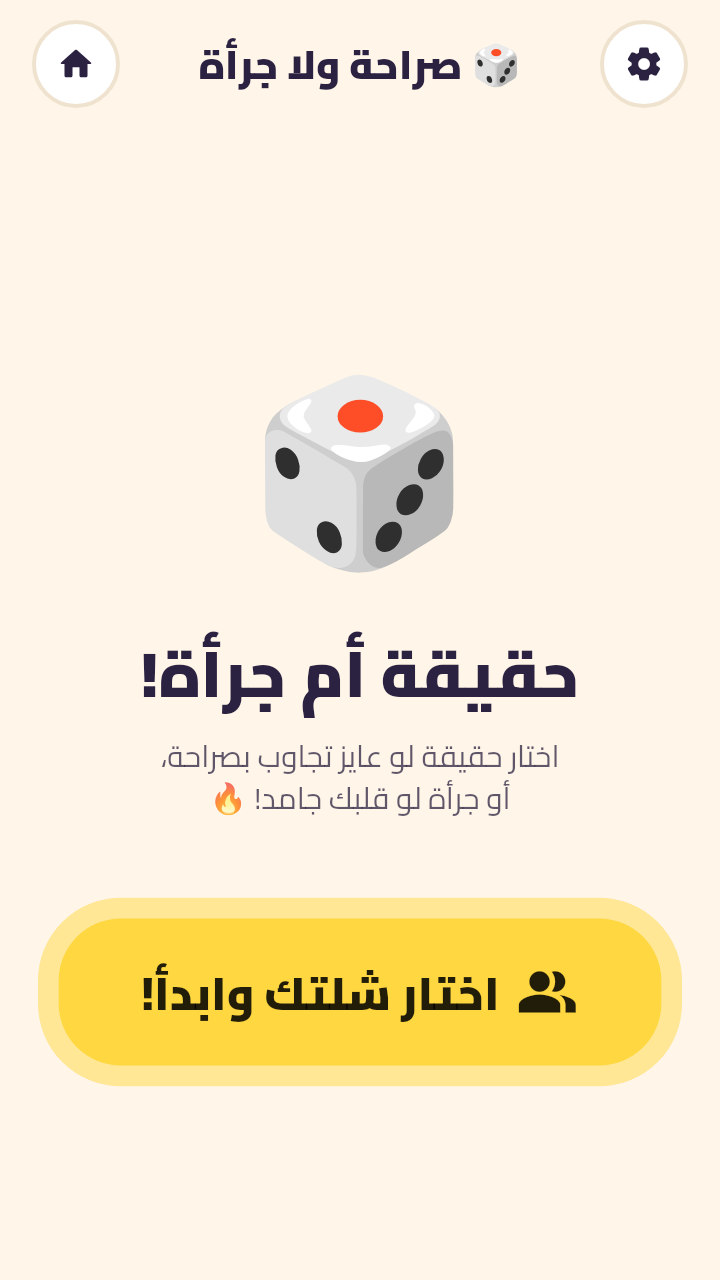 🎲 صراحة ولا جرأة
حقيقة أم جرأة!
اختار حقيقة لو عايز تجاوب بصراحة،
أو جرأة لو قلبك جامد! 🔥
اختار شلتك وابدأ!